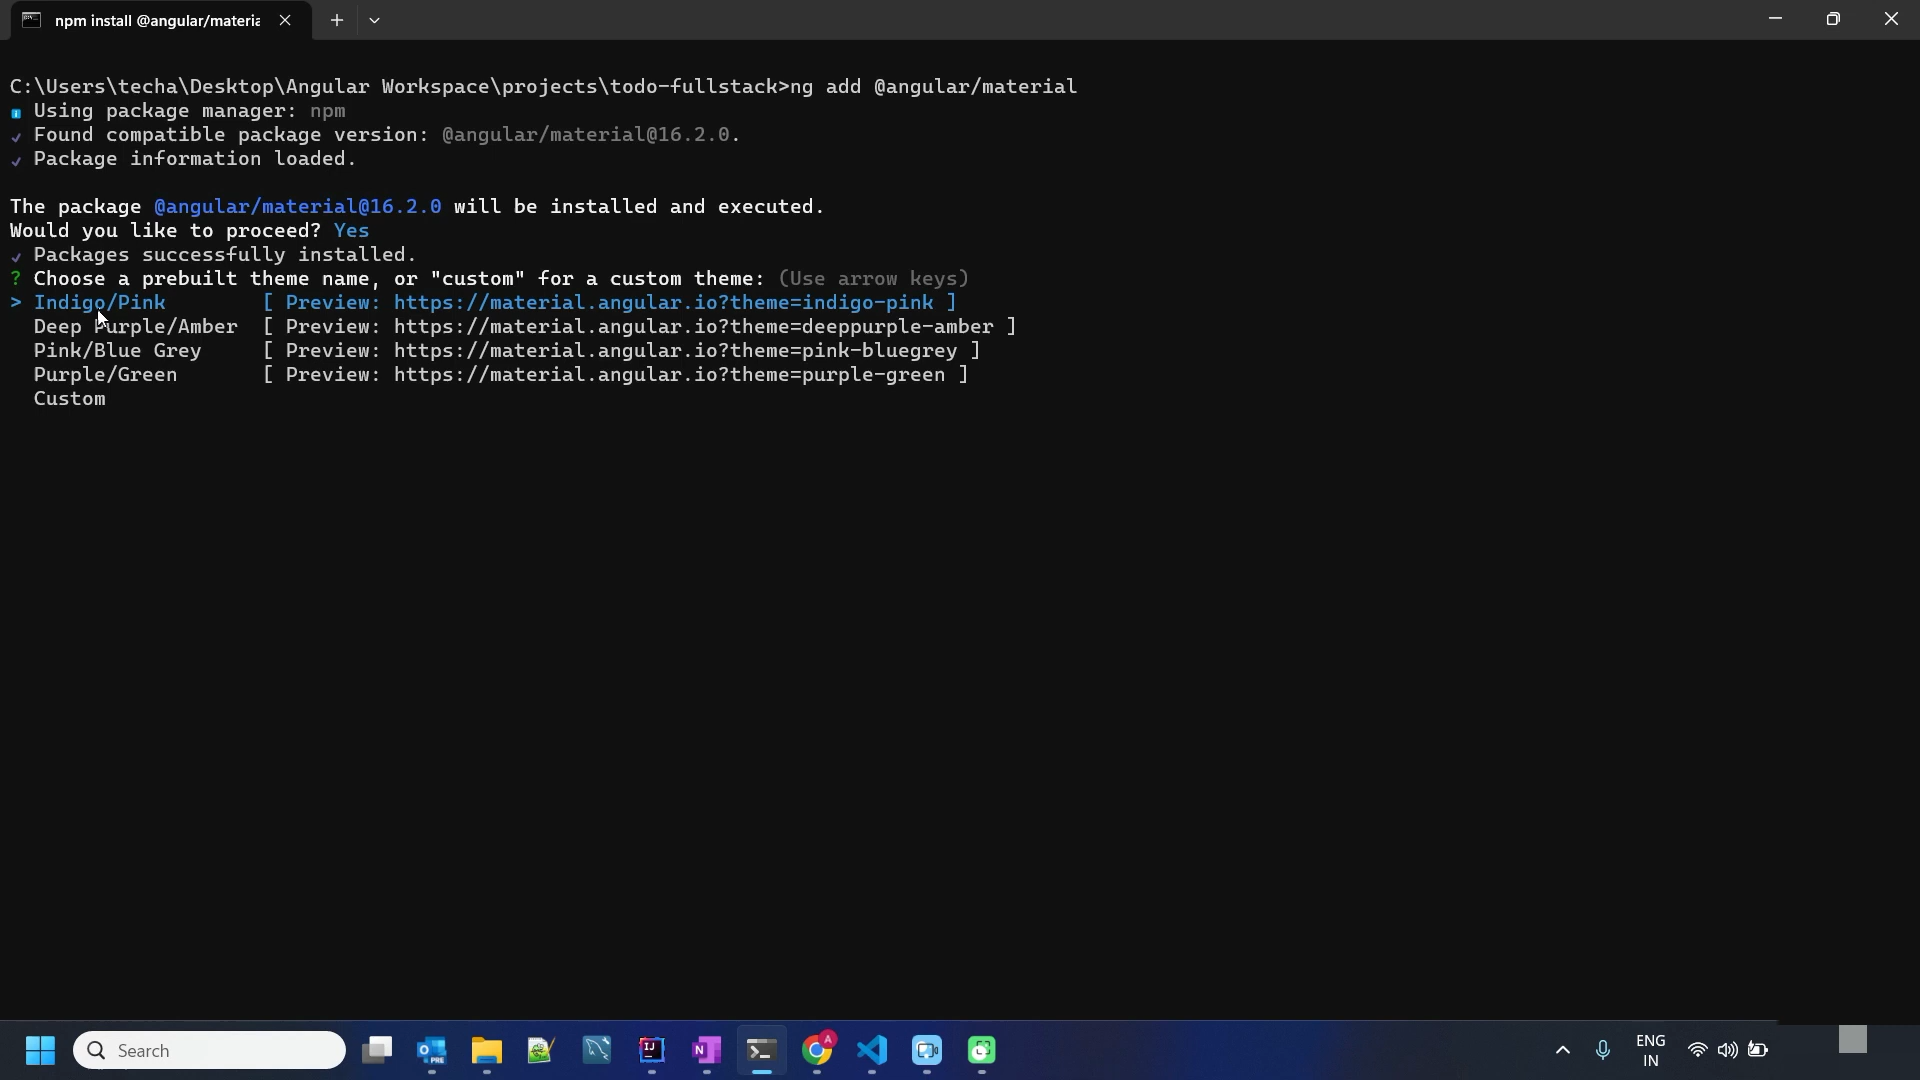 npm install @angular/materia
C:\Users\techa\Desktop\Angular Workspace\projects\todo-fullstack>ng add @angular/material
i Using package manager: npm
✓ Found compatible package version: @angular/material@16.2.0.
✓ Package information loaded.
The package @angular/material@16.2.0 will be installed and executed.
Would you like to proceed? Yes
✓ Packages successfully installed.
? Choose a prebuilt theme name, or "custom" for a custom theme: (Use arrow keys)
> Indigo/Pink [ Preview: https://material.angular.io?theme=indigo-pink ]
Deep Purple/Amber [ Preview: https://material.angular.io?theme=deeppurple-amber ]
Pink/Blue Grey [ Preview: https://material.angular.io?theme=pink-bluegrey ]
Purple/Green [ Preview: https://material.angular.io?theme=purple-green ]
Custom
Search
PRE
IJ
N
A
ENG
IN